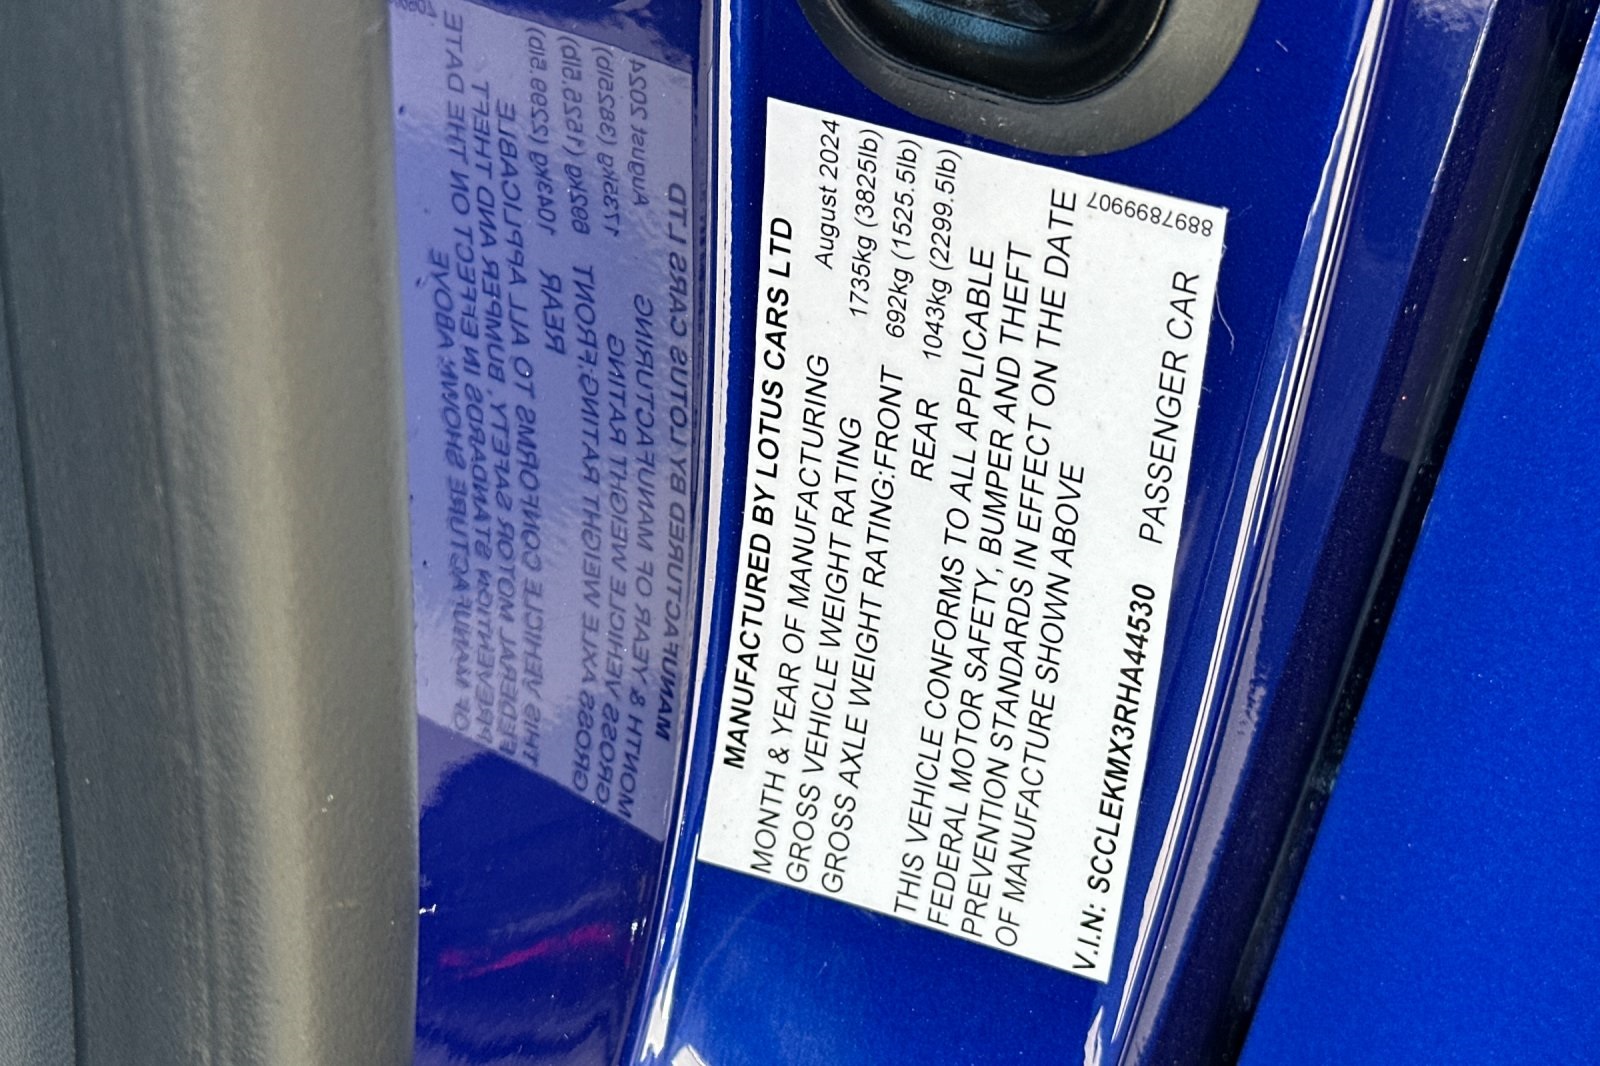 MANUFACTURED BY LOTUS CARS LTD
MONTH & YEAR OF MANUFACTURING August 2024
GROSS VEHICLE WEIGHT RATING 1735kg (3825lb)
GROSS AXLE WEIGHT RATING:FRONT 692kg (1525.5lb)
REAR 1043kg (2299.5lb)
THIS VEHICLE CONFORMS TO ALL APPLICABLE
FEDERAL MOTOR SAFETY, BUMPER AND THEFT
PREVENTION STANDARDS IN EFFECT ON THE DATE
OF MANUFACTURE SHOWN ABOVE
V.I.N: SCCLEKMX3RHA44530 PASSENGER CAR
8897899907